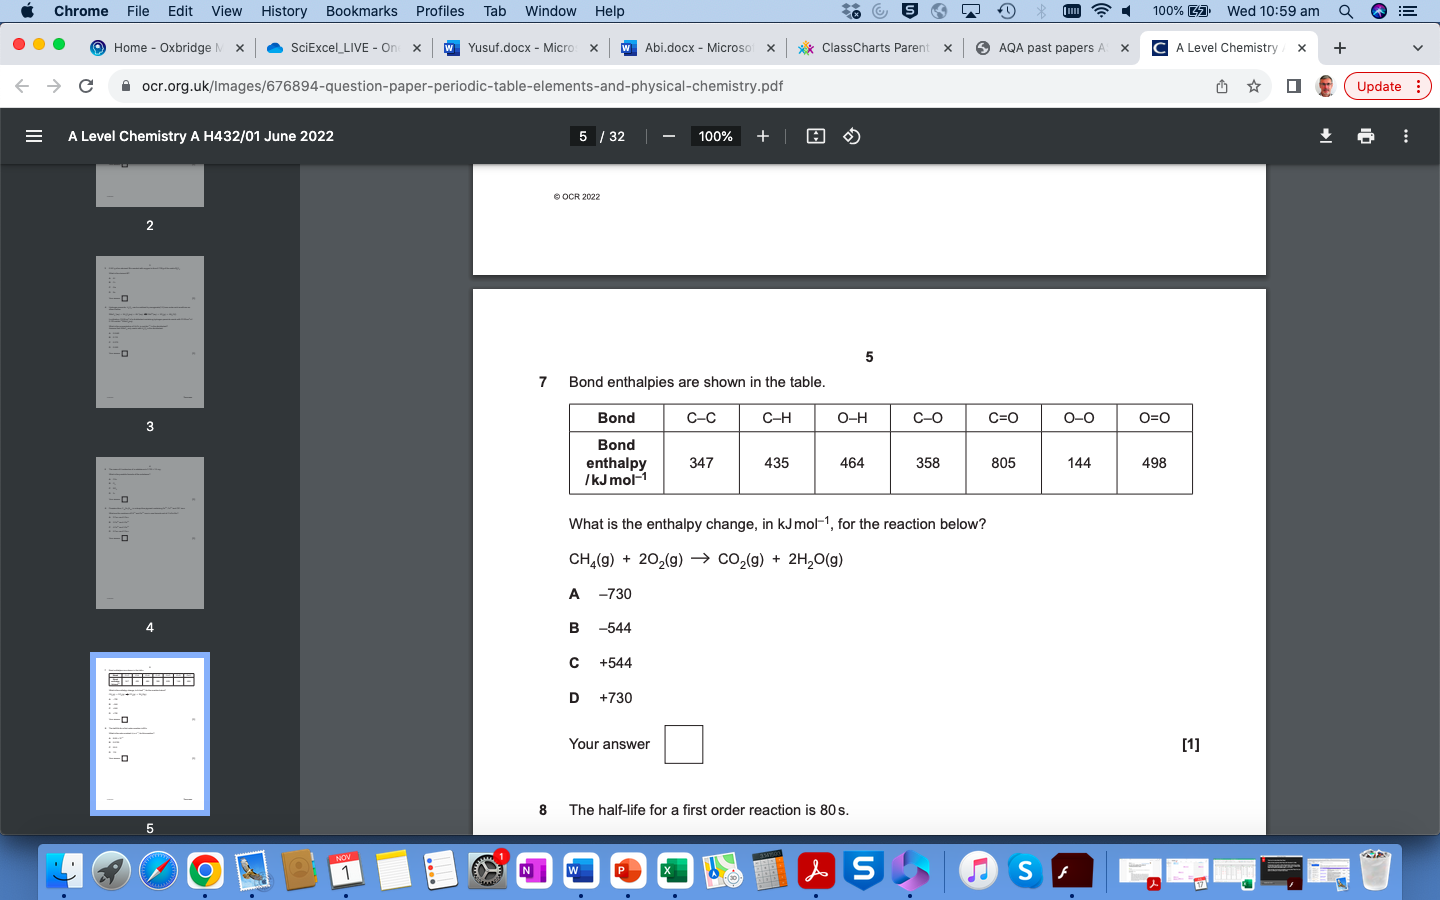 Chrome File Edit View History Bookmarks Profiles Tab Window Help 100% Wed 10:59 am
Home - Oxbridge M SciExcel_LIVE - On Yusuf.docx - Micro Abi.docx - Microso ClassCharts Parent AQA past papers A A Level Chemistry
ocr.org.uk/Images/676894-question-paper-periodic-table-elements-and-physical-chemistry.pdf Update
A Level Chemistry A H432/01 June 2022 5 / 32 100%
2
3
4
5
© OCR 2022
5
7 Bond enthalpies are shown in the table.
Bond C–C C–H O–H C–O C=O O–O O=O
Bond
enthalpy
/kJ mol⁻¹ 347 435 464 358 805 144 498
What is the enthalpy change, in kJ mol⁻¹, for the reaction below?
CH₄(g) + 2O₂(g) → CO₂(g) + 2H₂O(g)
A –730
B –544
C +544
D +730
Your answer [1]
8 The half-life for a first order reaction is 80 s.
NOV
1
1